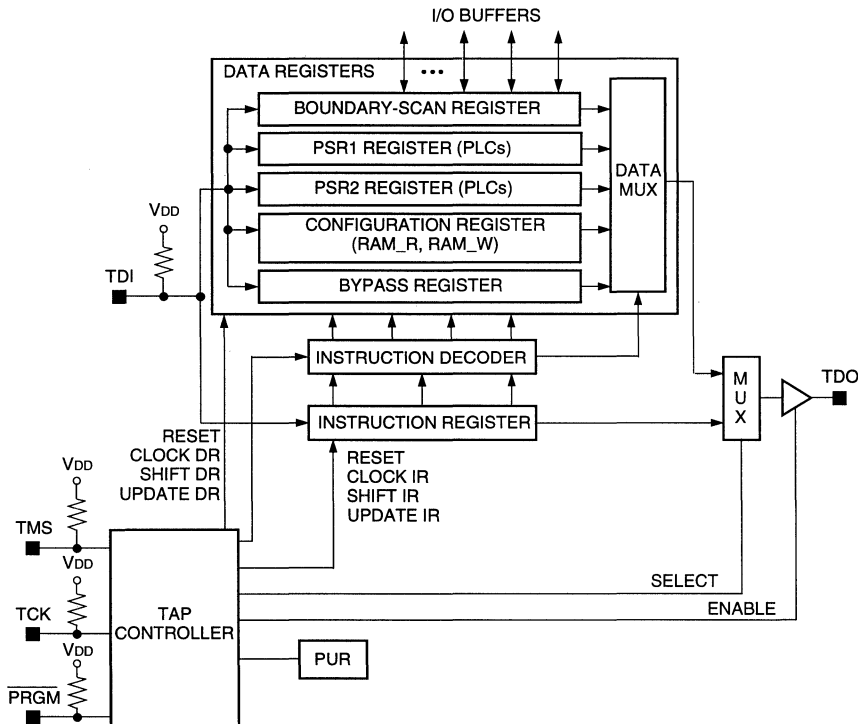 I/O BUFFERS
DATA REGISTERS
BOUNDARY-SCAN REGISTER
PSR1 REGISTER (PLCs)
PSR2 REGISTER (PLCs)
CONFIGURATION REGISTER
(RAM_R, RAM_W)
BYPASS REGISTER
DATA
MUX
VDD
TDI
INSTRUCTION DECODER
INSTRUCTION REGISTER
M
U
X
TDO
RESET
CLOCK DR
SHIFT DR
UPDATE DR
RESET
CLOCK IR
SHIFT IR
UPDATE IR
VDD
TMS
VDD
TCK
VDD
PRGM
TAP
CONTROLLER
SELECT
ENABLE
PUR